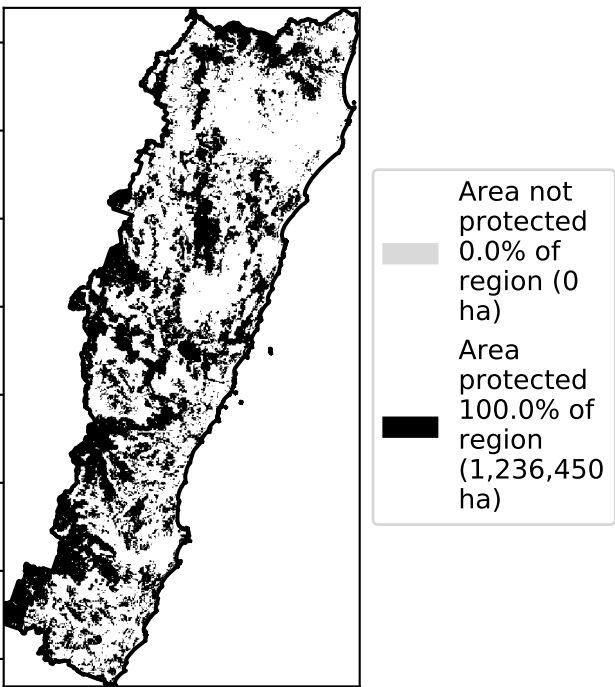 Area not
protected
0.0% of
region (0
ha)
Area
protected
100.0% of
region
(1,236,450
ha)